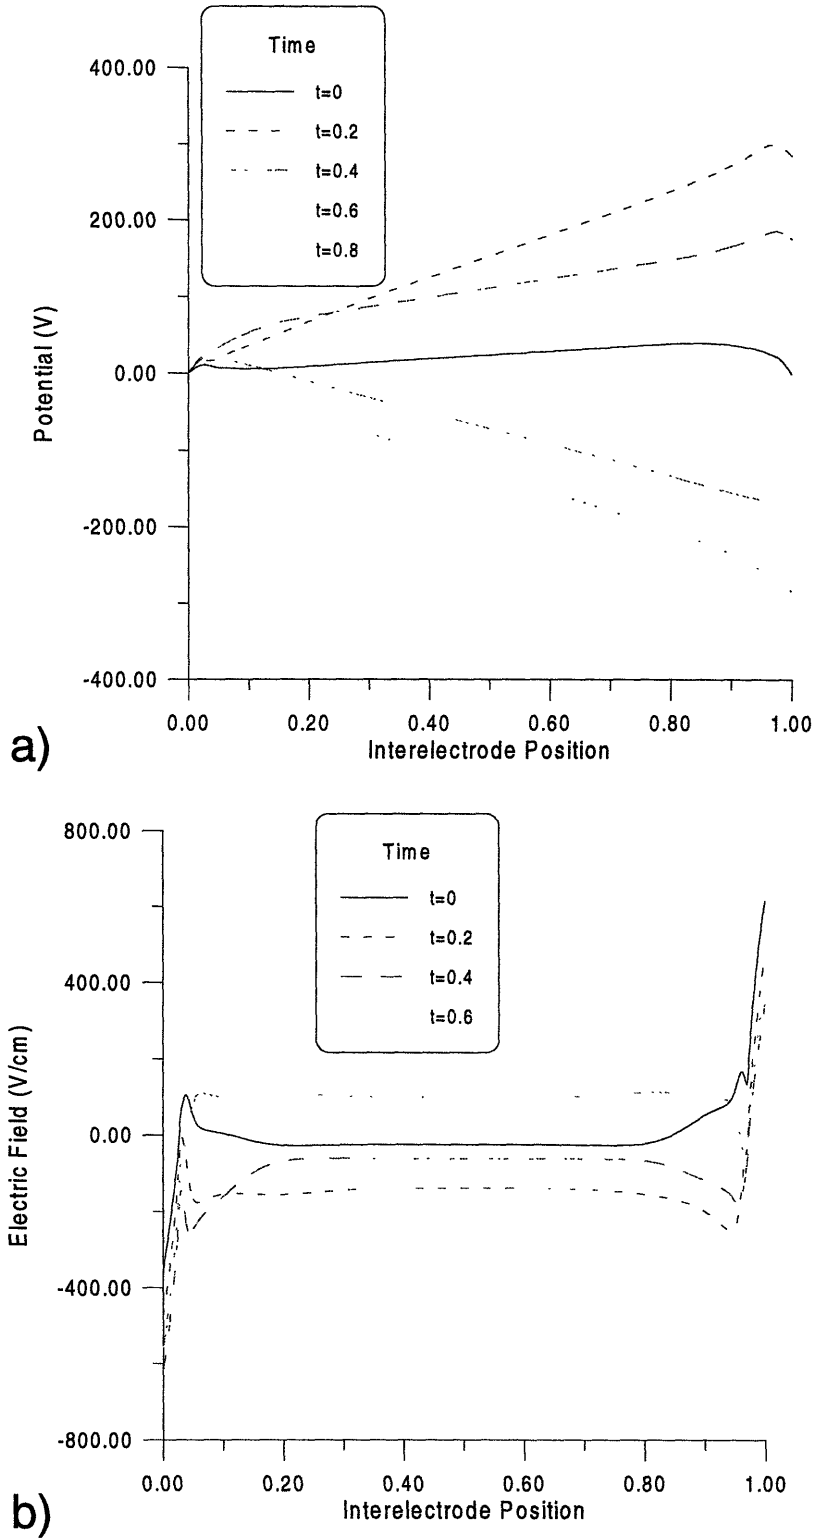 Time
400.00
t=0
t=0.2
t=0.4
200.00
t=0.6
t=0.8
Potential (V)
0.00
-200.00
-400.00
0.00 0.20 0.40 0.60 0.80 1.00
Interelectrode Position
a)
800.00
Time
t=0
t=0.2
400.00
t=0.4
t=0.6
Electric Field (V/cm)
0.00
-400.00
-800.00
0.00 0.20 0.40 0.60 0.80 1.00
Interelectrode Position
b)